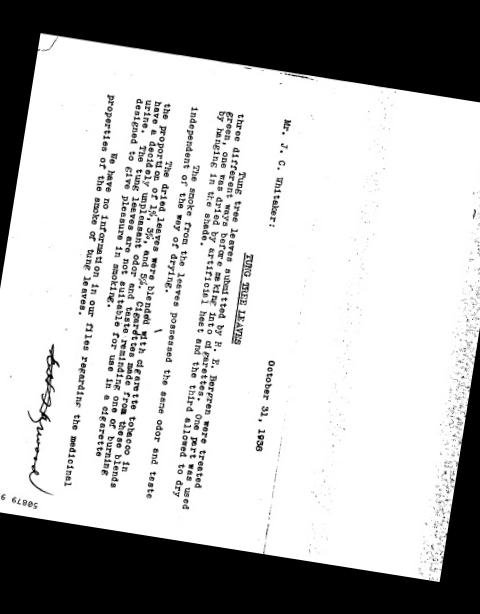 October 31, 1938
Mr. J. C. Whitaker:
TUNG TREE LEAVES
Tung tree leaves submitted by R. E. Bergren were treated
three different ways before making into cigarettes. One part was used
green, one was dried by artificial heat and the third allowed to dry
by hanging in the shade.
The smoke from the leaves possessed the same odor and taste
independent of the way of drying.
The dried leaves were blended with cigarette tobacco in
the proportion of 1%, 3%, and 5%. Cigarettes made from these blends
have a decidely unpleasant odor and taste reminding one of burning
urine. The tung leaves are not suitable for use in a cigarette
designed to give pleasure in smoking.
We have no information in our files regarding the medicinal
properties of the smoke of tung leaves.
50879 9